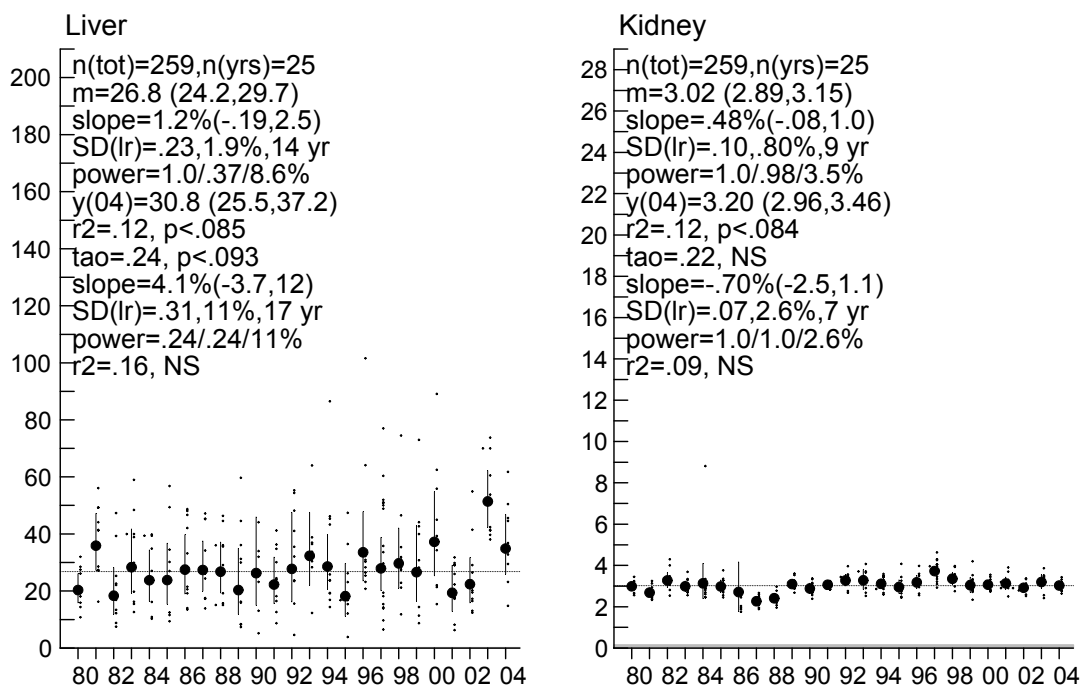 Liver
n(tot)=259,n(yrs)=25
m=26.8 (24.2,29.7)
slope=1.2%(-.19,2.5)
SD(lr)=.23,1.9%,14 yr
power=1.0/.37/8.6%
y(04)=30.8 (25.5,37.2)
r2=.12, p<.085
tao=.24, p<.093
slope=4.1%(-3.7,12)
SD(lr)=.31,11%,17 yr
power=.24/.24/11%
r2=.16, NS
200
180
160
140
120
100
80
60
40
20
0
80 82 84 86 88 90 92 94 96 98 00 02 04
Kidney
n(tot)=259,n(yrs)=25
m=3.02 (2.89,3.15)
slope=.48%(-.08,1.0)
SD(lr)=.10,.80%,9 yr
power=1.0/.98/3.5%
y(04)=3.20 (2.96,3.46)
r2=.12, p<.084
tao=.22, NS
slope=-.70%(-2.5,1.1)
SD(lr)=.07,2.6%,7 yr
power=1.0/1.0/2.6%
r2=.09, NS
28
26
24
22
20
18
16
14
12
10
8
6
4
2
0
80 82 84 86 88 90 92 94 96 98 00 02 04